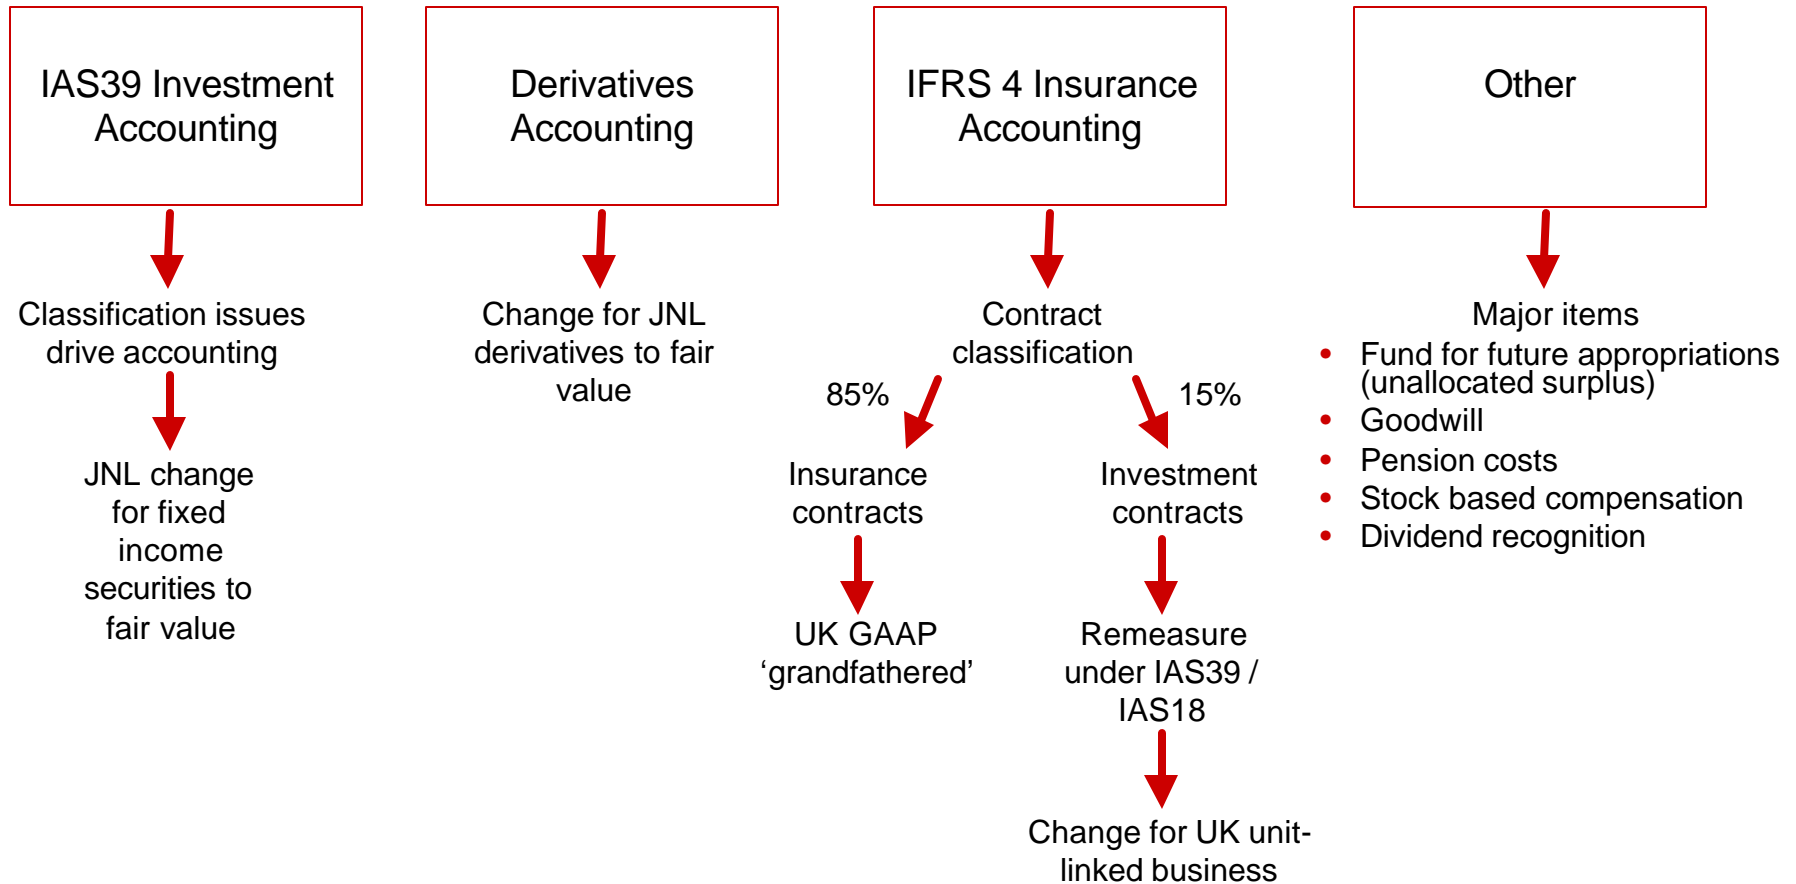 IAS39 Investment
Accounting
Derivatives
Accounting
IFRS 4 Insurance
Accounting
Other
Classification issues
drive accounting
JNL change
for fixed
income
securities to
fair value
Change for JNL
derivatives to fair
value
Contract
classification
85%
15%
Insurance
contracts
UK GAAP
‘grandfathered’
Investment
contracts
Remeasure
under IAS39 /
IAS18
Change for UK unit-
linked business
Major items
• Fund for future appropriations
(unallocated surplus)
• Goodwill
• Pension costs
• Stock based compensation
• Dividend recognition